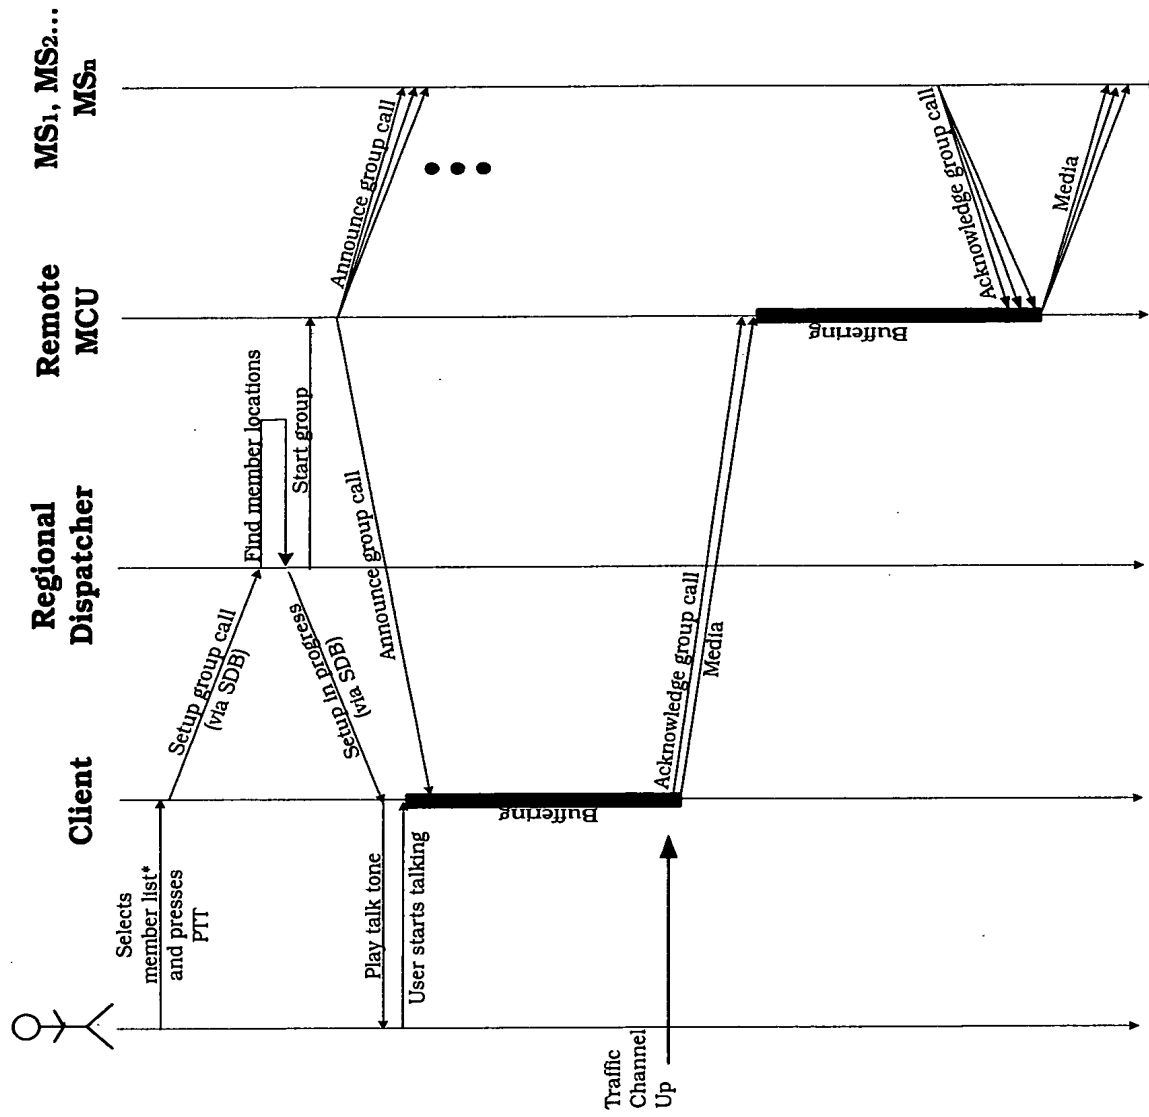 Client
Regional
Dispatcher
Remote
MCU
MS1, MS2...
MSn
Selects
member list*
and presses
PTT
Setup group call
(via SDB)
Find member locations
Start group
Setup In progress
(via SDB)
Announce group call
Announce group call
Play talk tone
User starts talking
Buffering
Traffic
Channel
Up
Acknowledge group call
Media
Buffering
Acknowledge group call
Media